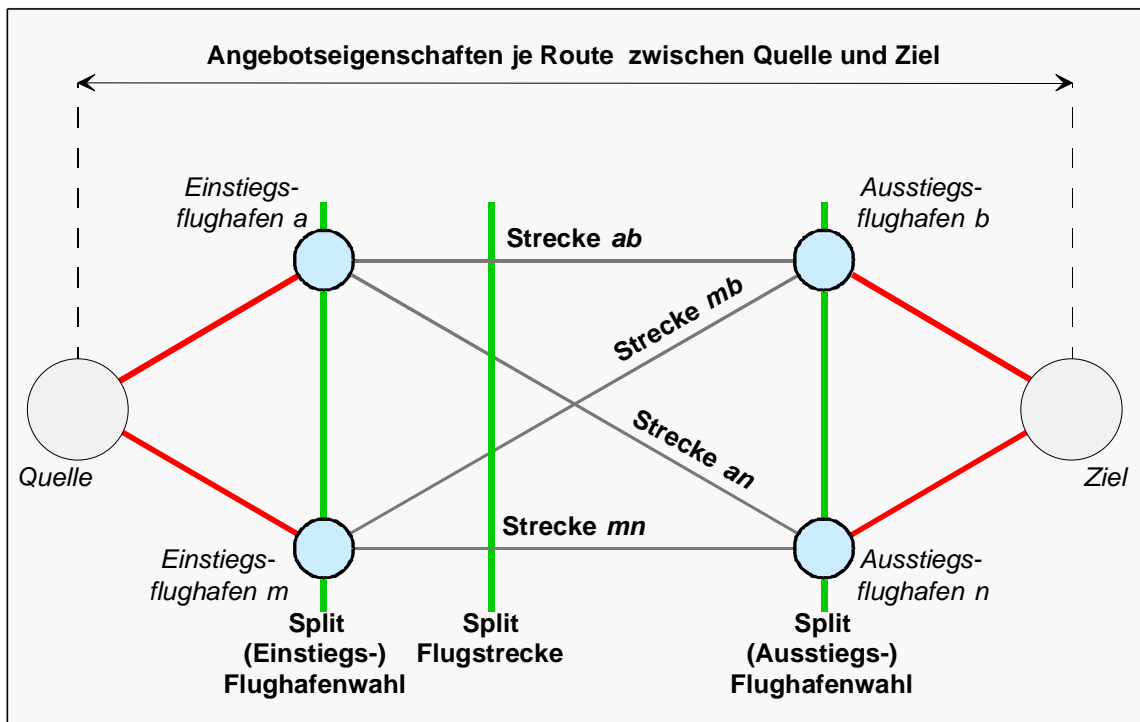 Angebotseigenschaften je Route zwischen Quelle und Ziel
Einstiegs-
flughafen a
Ausstiegs-
flughafen b
Strecke ab
Strecke mb
Strecke an
Strecke mn
Quelle
Ziel
Einstiegs-
flughafen m
Ausstiegs-
flughafen n
Split
(Einstiegs-)
Flughafenwahl
Split
Flugstrecke
Split
(Ausstiegs-)
Flughafenwahl